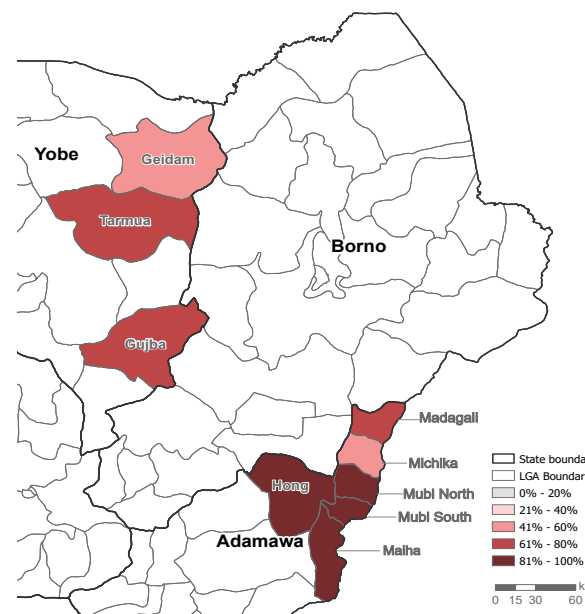 Yobe
Geidam
Tarmua
Borno
Gujba
Madagali
Michika
Hong
Mubi North
Mubi South
Adamawa
Maiha
State bounda
LGA Boundar
0% - 20%
21% - 40%
41% - 60%
61% - 80%
81% - 100%
k
0 15 30 60